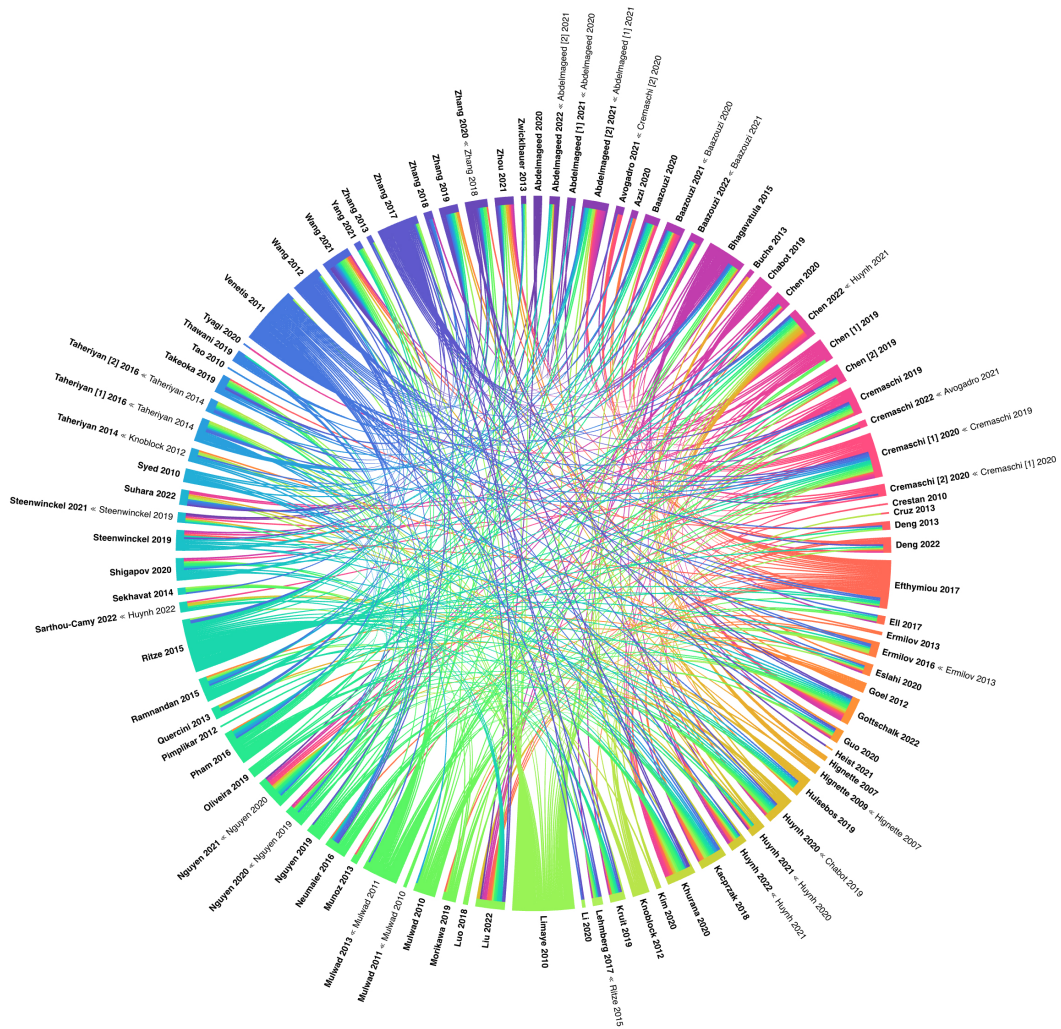 Abdelmageed 2020
Abdelmageed 2022 « Abdelmageed [2] 2021
Abdelmageed [1] 2021 « Abdelmageed 2020
Abdelmageed [2] 2021 « Abdelmageed [1] 2021
Avogadro 2021 « Cremaschi [2] 2020
Azzi 2020
Baazouzi 2020
Baazouzi 2021 « Baazouzi 2020
Baazouzi 2022 « Baazouzi 2021
Bhagavatula 2015
Buche 2013
Chabot 2019
Chen 2020
Chen 2022 « Huynh 2021
Chen [1] 2019
Chen [2] 2019
Cremaschi 2019
Cremaschi 2022 « Avogadro 2021
Cremaschi [1] 2020 « Cremaschi 2019
Cremaschi [2] 2020 « Cremaschi [1] 2020
Crestan 2010
Cruz 2013
Deng 2013
Deng 2022
Efthymiou 2017
Ell 2017
Ermilov 2013
Ermilov 2016 « Ermilov 2013
Eslahi 2020
Goel 2012
Gottschalk 2022
Guo 2020
Heist 2021
Hignette 2007
Hignette 2009 « Hignette 2007
Hulsebos 2019
Huynh 2020 « Chabot 2019
Huynh 2021 « Huynh 2020
Huynh 2022 « Huynh 2021
Kacprzak 2018
Khurana 2020
Kim 2020
Knoblock 2012
Kruit 2019
Lehmberg 2017 « Ritze 2015
Li 2020
Limaye 2010
Liu 2022
Luo 2018
Morikawa 2019
Mulwad 2010
Mulwad 2011 « Mulwad 2010
Mulwad 2013 « Mulwad 2011
Munoz 2013
Neumaier 2016
Nguyen 2019
Nguyen 2020 « Nguyen 2019
Nguyen 2021 « Nguyen 2020
Oliveira 2019
Pham 2016
Pimplikar 2012
Quercini 2013
Ramnandan 2015
Ritze 2015
Sarthou-Camy 2022 « Huynh 2022
Sekhavat 2014
Shigapov 2020
Steenwinckel 2019
Steenwinckel 2021 « Steenwinckel 2019
Suhara 2022
Syed 2010
Taheriyan 2014 « Knoblock 2012
Taheriyan [1] 2016 « Taheriyan 2014
Taheriyan [2] 2016 « Taheriyan 2014
Takeoka 2019
Tao 2010
Thawani 2019
Tyagi 2020
Venetis 2011
Wang 2012
Wang 2021
Yang 2021
Zhang 2013
Zhang 2017
Zhang 2018
Zhang 2019
Zhang 2020 « Zhang 2018
Zhou 2021
Zwicklbauer 2013